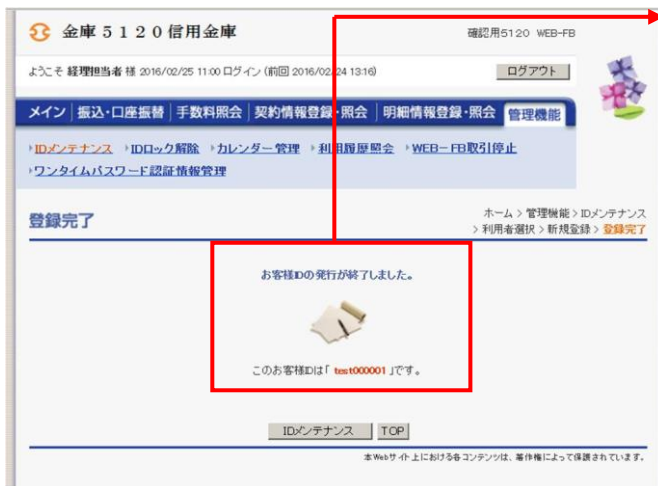 金庫５１２０信用金庫
確認用5120 WEB-FB
ようこそ 経理担当者 様 2016/02/25 11:00 ログイン (前回 2016/02/24 13:16)
ログアウト
メイン 振込・口座振替 手数料照会 契約情報登録・照会 明細情報登録・照会 管理機能
IDメンテナンス IDロック解除 カレンダー管理 利用履歴照会 WEB－FB取引停止
ワンタイムパスワード認証情報管理
登録完了
ホーム > 管理機能 > IDメンテナンス
> 利用者選択 > 新規登録 > 登録完了
お客様IDの発行が終了しました。
このお客様IDは「 test000001 」です。
IDメンテナンス TOP
本Webサイト上における各コンテンツは、著作権によって保護されています。